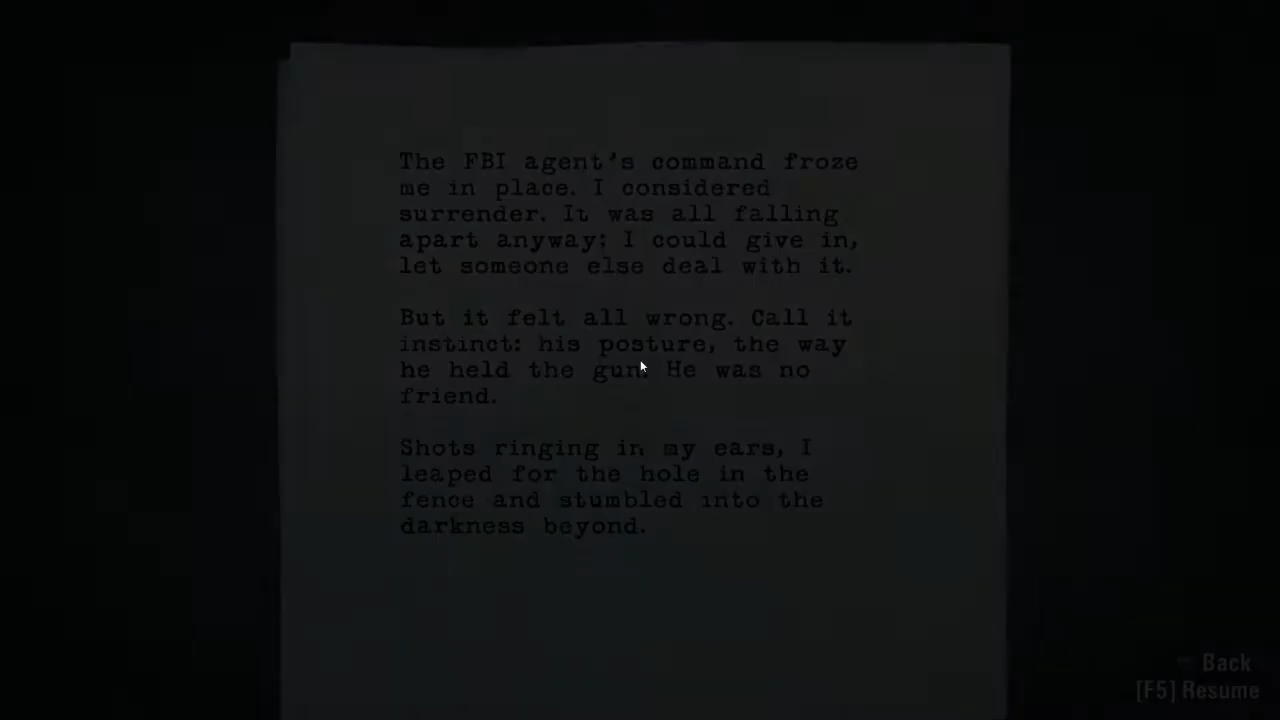 The FBI agent's command froze
me in place. I considered
surrender. It was all falling
apart anyway; I could give in,
let someone else deal with it.
But it felt all wrong. Call it
instinct: his posture, the way
he held the gun. He was no
friend.
Shots ringing in my ears, I
leaped for the hole in the
fence and stumbled into the
darkness beyond.
Back
[F5] Resume